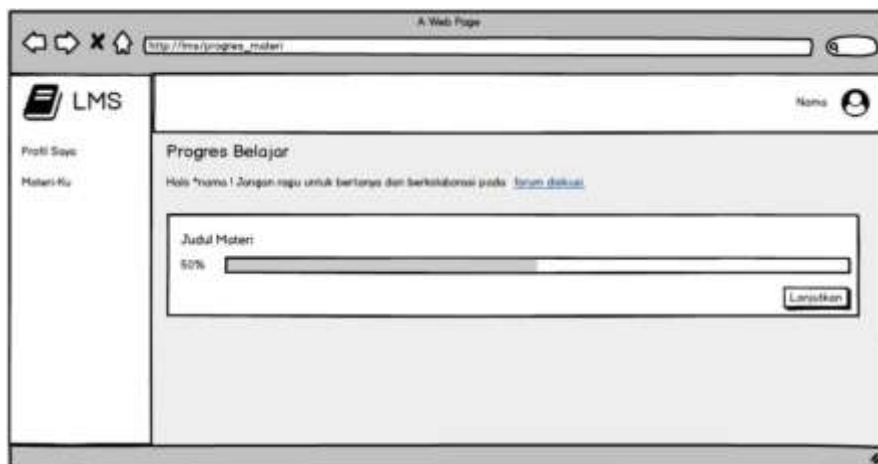 A Web Page
http://lms/progres_materi
LMS
Nama
Profil Saya
Materi-Ku
Progres Belajar
Halo *nama ! Jangan ragu untuk bertanya dan berkolaborasi pada forum diskusi.
Judul Materi
50%
Lanjutkan